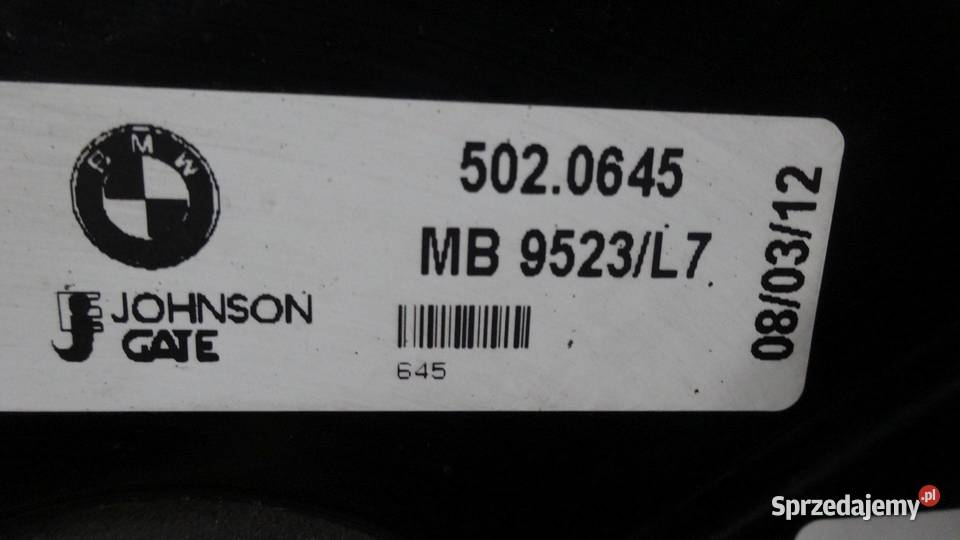 BMW
502.0645
MB 9523/L7
JOHNSON
GATE
645
08/03/12
Sprzedajemy.pl